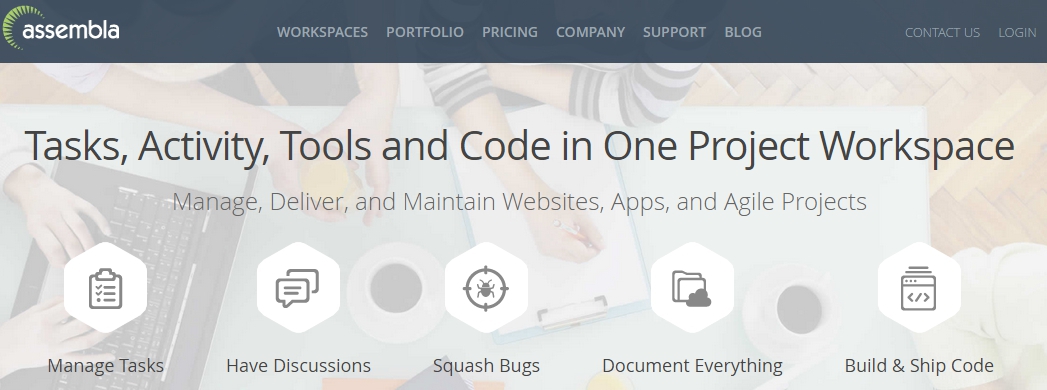 assembla
WORKSPACES PORTFOLIO PRICING COMPANY SUPPORT BLOG CONTACT US LOGIN
Tasks, Activity, Tools and Code in One Project Workspace
Manage, Deliver, and Maintain Websites, Apps, and Agile Projects
Manage Tasks Have Discussions Squash Bugs Document Everything Build & Ship Code